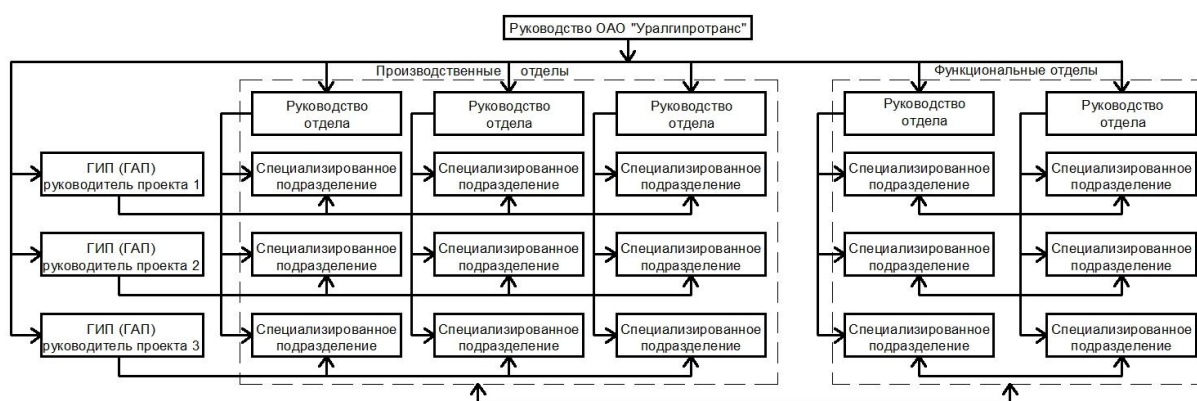 Руководство ОАО "Уралгипротранс"
Производственные отделы
Функциональные отделы
Руководство
отдела
Руководство
отдела
Руководство
отдела
Руководство
отдела
Руководство
отдела
ГИП (ГАП)
руководитель проекта 1
Специализированное
подразделение
Специализированное
подразделение
Специализированное
подразделение
Специализированное
подразделение
Специализированное
подразделение
ГИП (ГАП)
руководитель проекта 2
Специализированное
подразделение
Специализированное
подразделение
Специализированное
подразделение
Специализированное
подразделение
Специализированное
подразделение
ГИП (ГАП)
руководитель проекта 3
Специализированное
подразделение
Специализированное
подразделение
Специализированное
подразделение
Специализированное
подразделение
Специализированное
подразделение